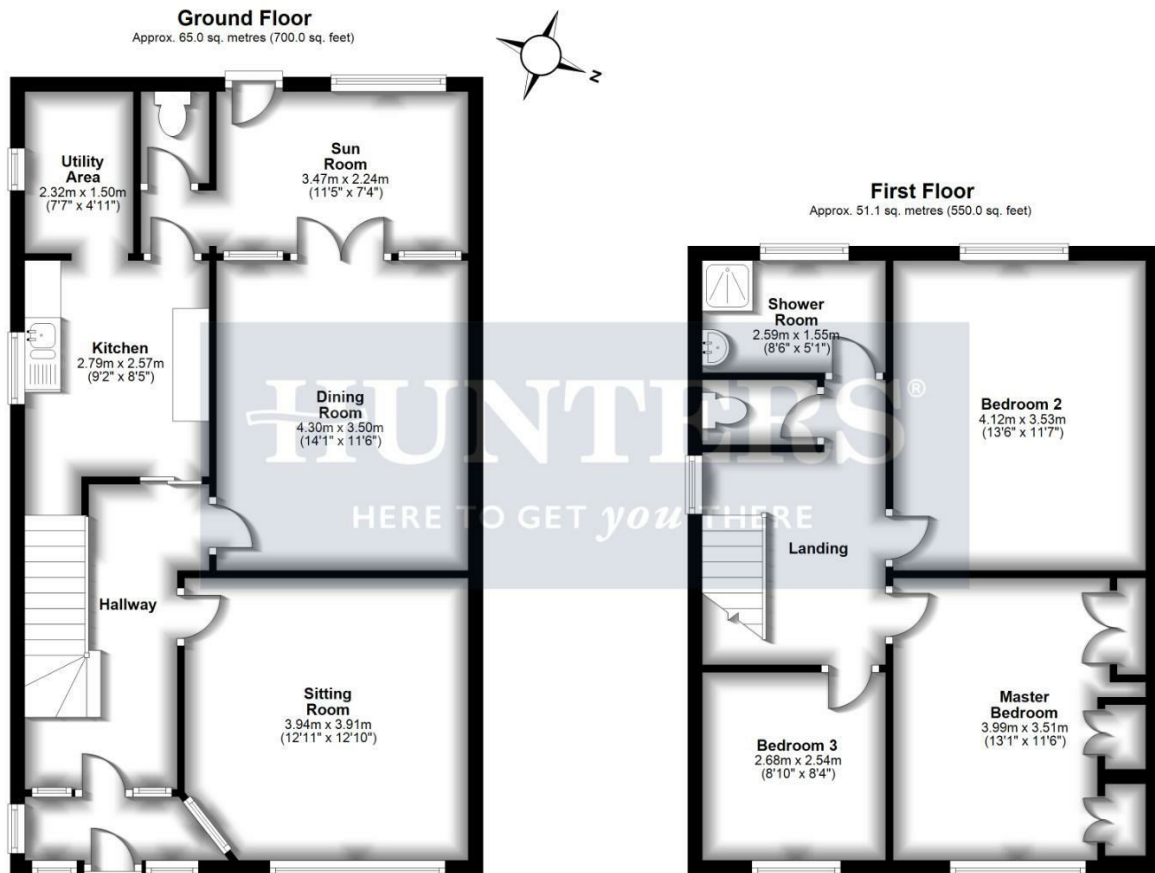 Ground Floor
Approx. 65.0 sq. metres (700.0 sq. feet)
N
Utility
Area
2.32m x 1.50m
(7'7" x 4'11")
Sun
Room
3.47m x 2.24m
(11'5" x 7'4")
Kitchen
2.79m x 2.57m
(9'2" x 8'5")
Dining
Room
4.30m x 3.50m
(14'1" x 11'6")
Hallway
Sitting
Room
3.94m x 3.91m
(12'11" x 12'10")
First Floor
Approx. 51.1 sq. metres (550.0 sq. feet)
Shower
Room
2.59m x 1.55m
(8'6" x 5'1")
Bedroom 2
4.12m x 3.53m
(13'6" x 11'7")
Landing
Master
Bedroom
3.99m x 3.51m
(13'1" x 11'6")
Bedroom 3
2.68m x 2.54m
(8'10" x 8'4")
HUNTERS®
HERE TO GET you THERE